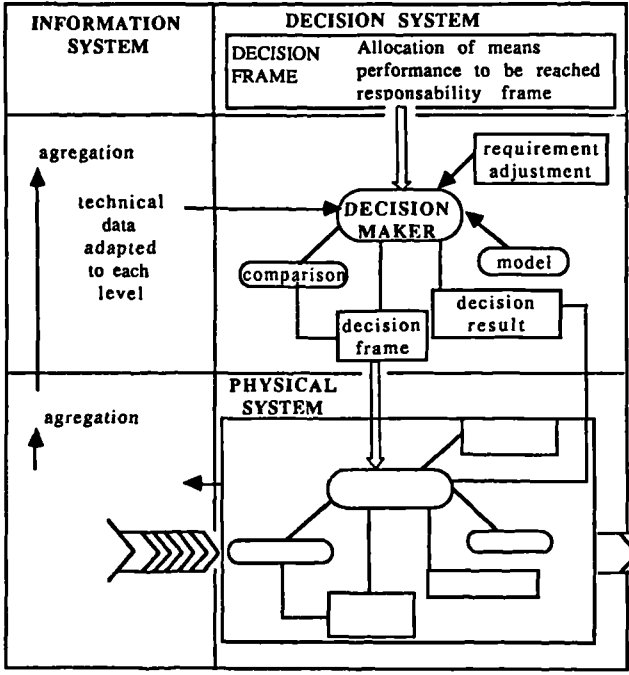 INFORMATION
SYSTEM
DECISION SYSTEM
DECISION
FRAME
Allocation of means
performance to be reached
responsability frame
agregation
technical
data
adapted
to each
level
requirement
adjustment
DECISION
MAKER
comparison
model
decision
frame
decision
result
PHYSICAL
SYSTEM
agregation